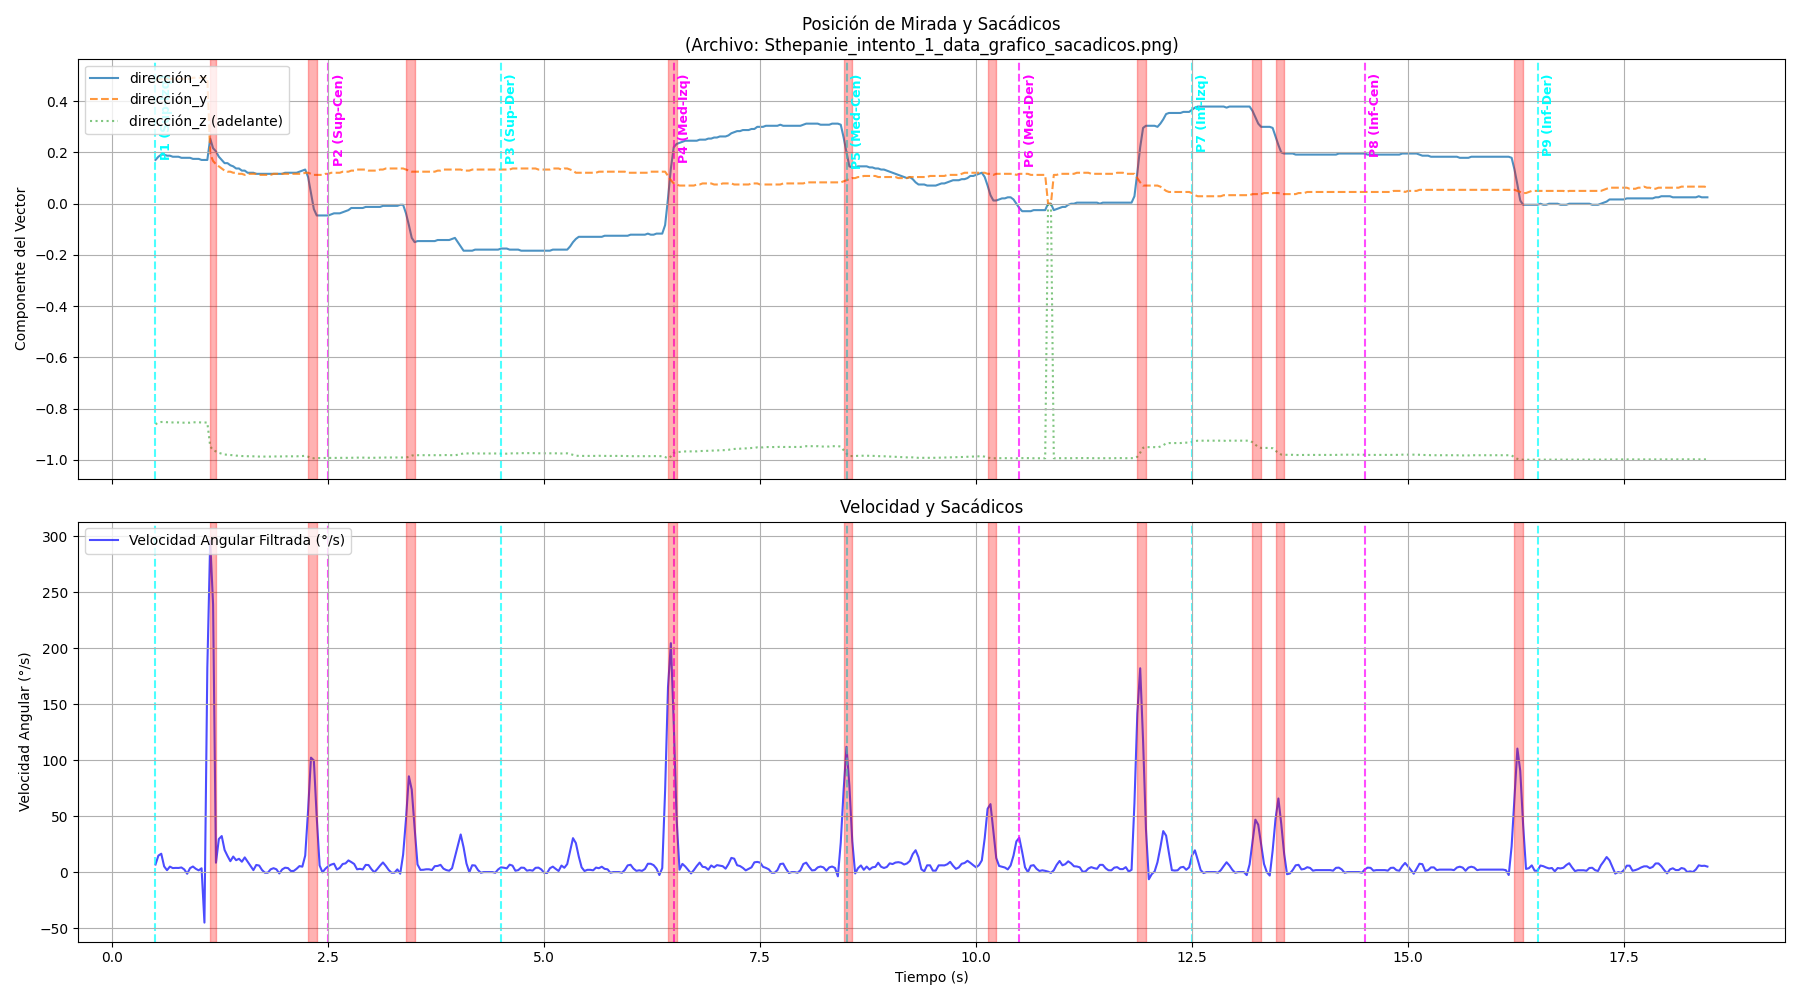 Posición de Mirada y Sacádicos
(Archivo: Sthepanie_intento_1_data_grafico_sacadicos.png)
dirección_x
dirección_y
dirección_z (adelante)
P2 (Sup-Cen)
P3 (Sup-Der)
P4 (Med-Izq)
P5 (Med-Cen)
P6 (Med-Der)
P7 (Inf-Izq)
P8 (Inf-Cen)
P9 (Inf-Der)
Componente del Vector
0.4
0.2
0.0
−0.2
−0.4
−0.6
−0.8
−1.0
Velocidad y Sacádicos
Velocidad Angular Filtrada (°/s)
Velocidad Angular (°/s)
300
250
200
150
100
50
0
−50
0.0
2.5
5.0
7.5
10.0
12.5
15.0
17.5
Tiempo (s)